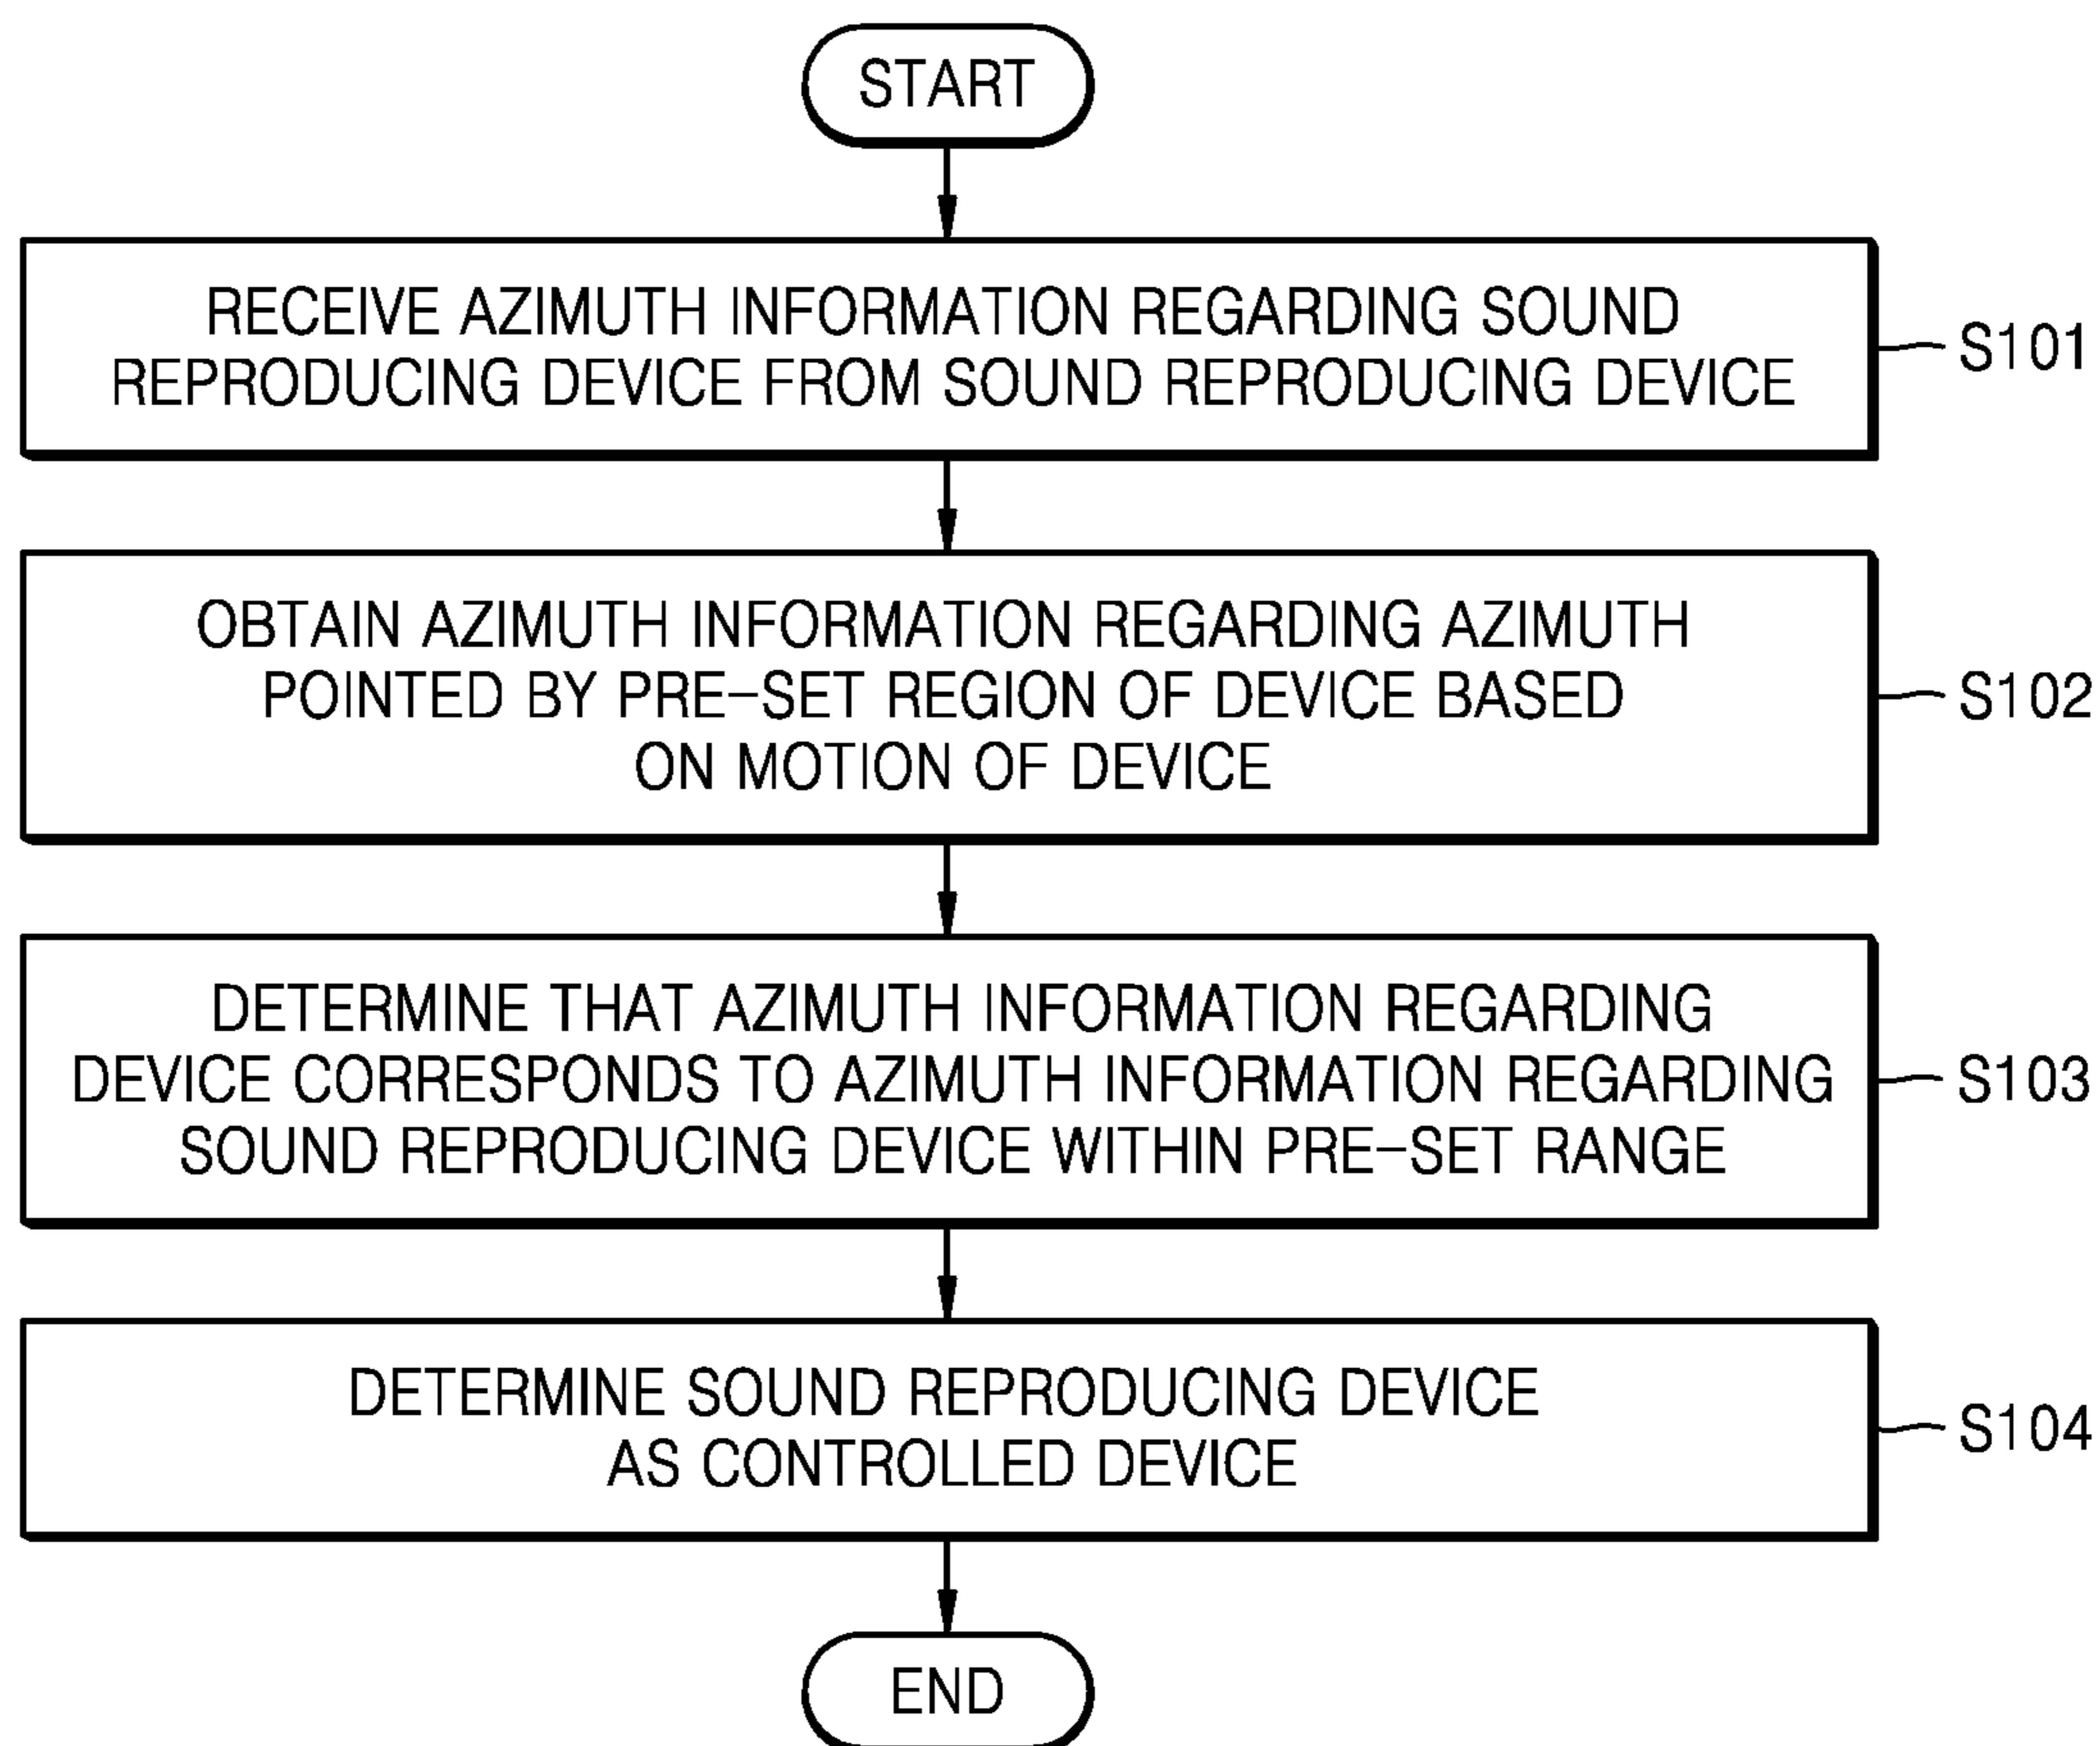 START
RECEIVE AZIMUTH INFORMATION REGARDING SOUND
REPRODUCING DEVICE FROM SOUND REPRODUCING DEVICE
S101
OBTAIN AZIMUTH INFORMATION REGARDING AZIMUTH
POINTED BY PRE-SET REGION OF DEVICE BASED
ON MOTION OF DEVICE
S102
DETERMINE THAT AZIMUTH INFORMATION REGARDING
DEVICE CORRESPONDS TO AZIMUTH INFORMATION REGARDING
SOUND REPRODUCING DEVICE WITHIN PRE-SET RANGE
S103
DETERMINE SOUND REPRODUCING DEVICE
AS CONTROLLED DEVICE
S104
END